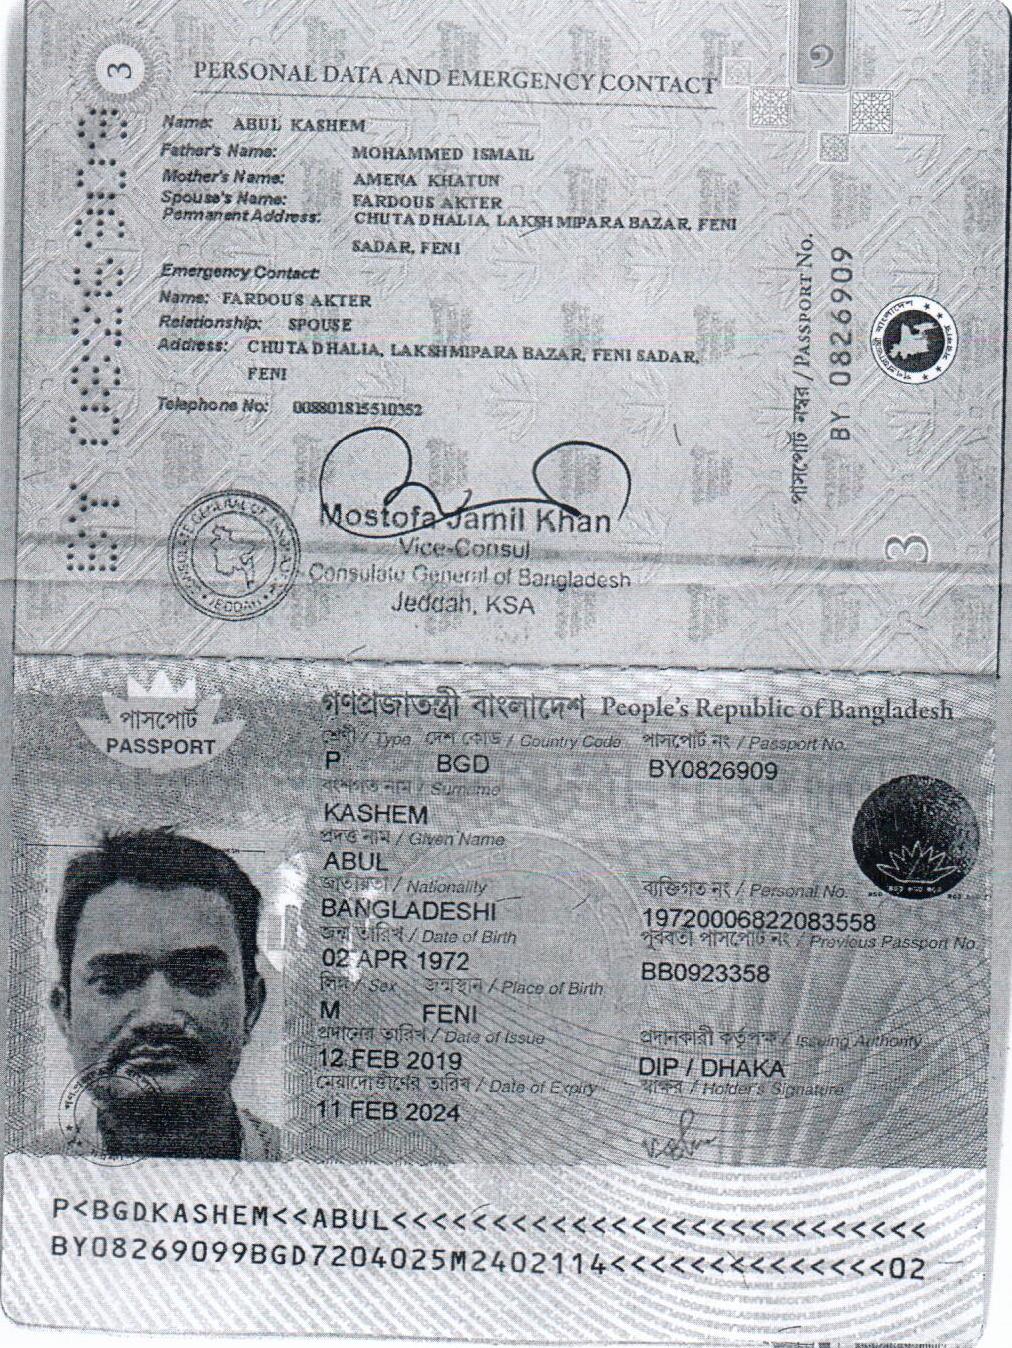 3
PERSONAL DATA AND EMERGENCY CONTACT
Name: ABUL KASHEM
Father's Name: MOHAMMED ISMAIL
Mother's Name: AMENA KHATUN
Spouse's Name: FARDOUS AKTER
Permanent Address: CHUTA DHALIA, LAKSHMIPARA BAZAR, FENI
SADAR, FENI
Emergency Contact:
Name: FARDOUS AKTER
Relationship: SPOUSE
Address: CHUTA DHALIA, LAKSHMIPARA BAZAR, FENI SADAR,
FENI
Telephone No: 008801815510352
পাসপোর্ট নম্বর / PASSPORT No.
BY 0826909
3
Mostofa Jamil Khan
Vice-Consul
Consulate General of Bangladesh
Jeddah, KSA
JEDDAH
পাসপোর্ট
PASSPORT
গণপ্রজাতন্ত্রী বাংলাদেশ People's Republic of Bangladesh
শ্রেণী / Type দেশ কোড / Country Code পাসপোর্ট নং / Passport No.
P BGD BY0826909
বংশগত নাম / Surname
KASHEM
প্রদত্ত নাম / Given Name
ABUL
জাতীয়তা / Nationality ব্যক্তিগত নং / Personal No.
BANGLADESHI 19720006822083558
জন্ম তারিখ / Date of Birth পূর্ববর্তী পাসপোর্ট নং / Previous Passport No.
02 APR 1972 BB0923358
লিঙ্গ / Sex জন্মস্থান / Place of Birth
M FENI
প্রদানের তারিখ / Date of Issue প্রদানকারী কর্তৃপক্ষ / Issuing Authority
12 FEB 2019 DIP / DHAKA
মেয়াদোত্তীর্ণের তারিখ / Date of Expiry স্বাক্ষর / Holder's Signature
11 FEB 2024
P<BGDKASHEM<<ABUL<<<<<<<<<<<<<<<<<<<<<<<<<<<
BY08269099BGD7204025M2402114<<<<<<<<<<<<<<02